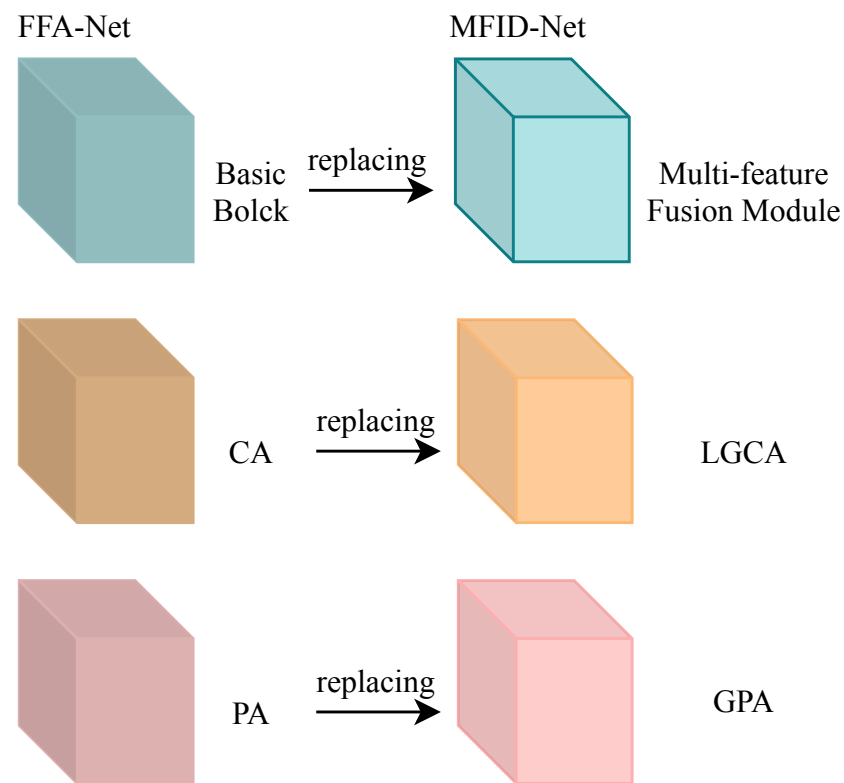 FFA-Net
MFID-Net
Basic
Bolck
replacing
Multi-feature
Fusion Module
CA
replacing
LGCA
PA
replacing
GPA